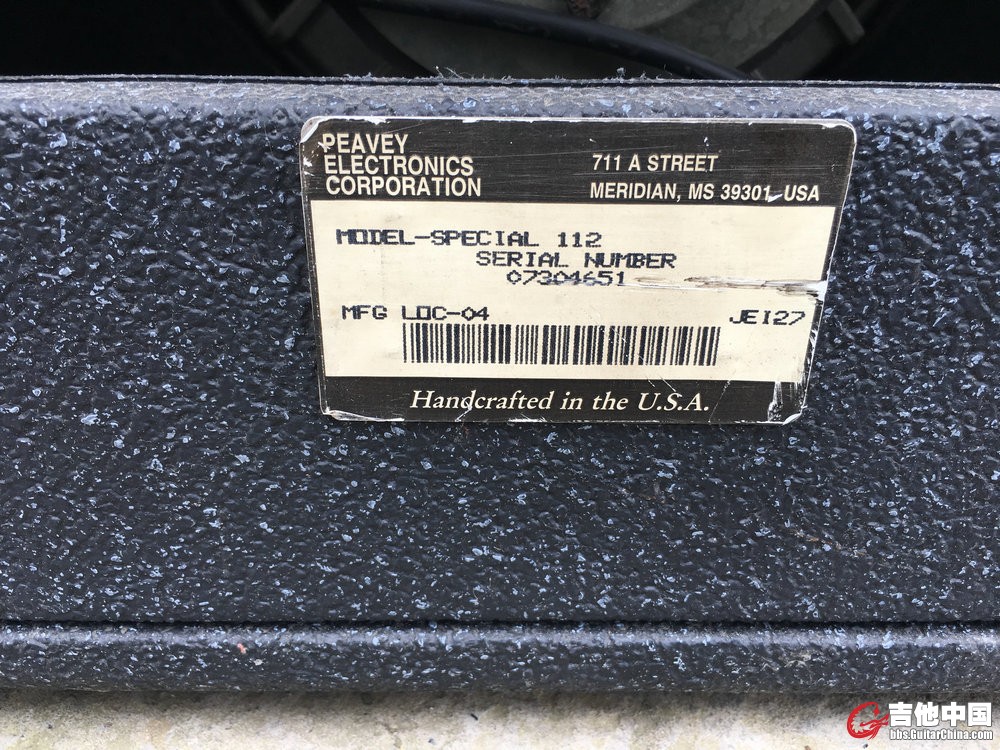 PEAVEY
ELECTRONICS
CORPORATION
711 A STREET
MERIDIAN, MS 39301 USA
MODEL-SPECIAL 112
SERIAL NUMBER
07304651
MFG LOC-04
JEI27
Handcrafted in the U.S.A.
吉他中国
bbs.GuitarChina.com